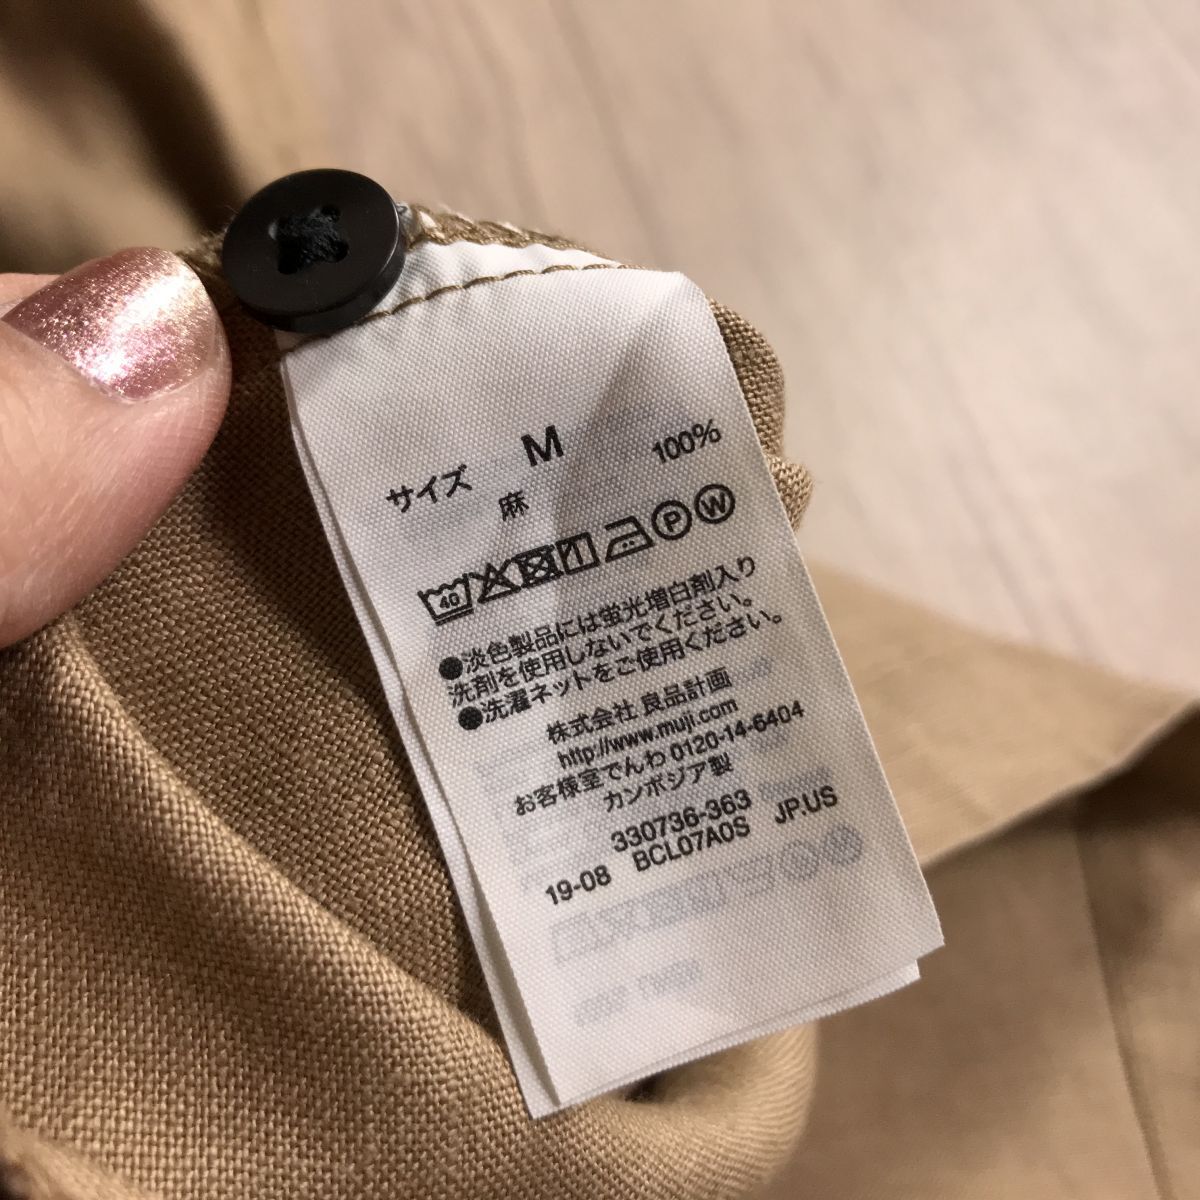 サイズ M
麻 100%
40 P W
●淡色製品には蛍光増白剤入り
洗剤を使用しないでください。
●洗濯ネットをご使用ください。
株式会社 良品計画
http://www.muji.com
お客様室でんわ 0120-14-6404
カンボジア製
330736-363
19-08 BCL07A0S JP.US